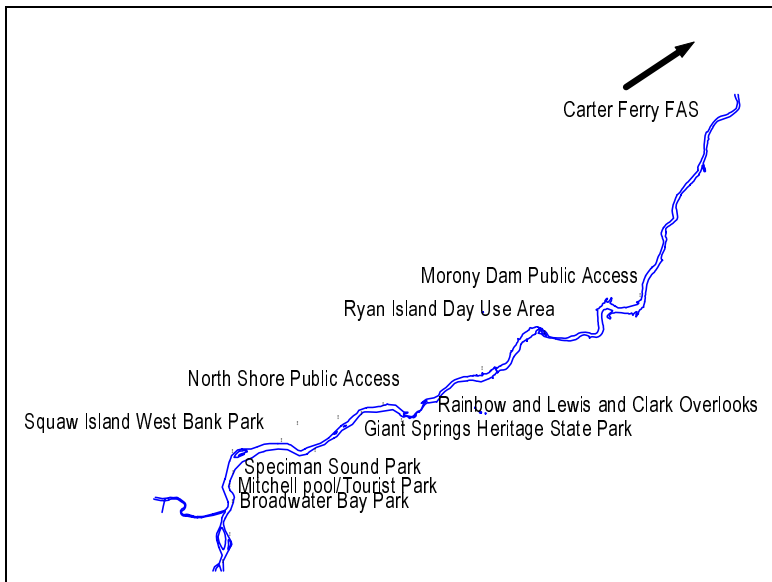 Carter Ferry FAS
Morony Dam Public Access
Ryan Island Day Use Area
North Shore Public Access
Rainbow and Lewis and Clark Overlooks
Squaw Island West Bank Park
Giant Springs Heritage State Park
Speciman Sound Park
Mitchell pool/Tourist Park
Broadwater Bay Park